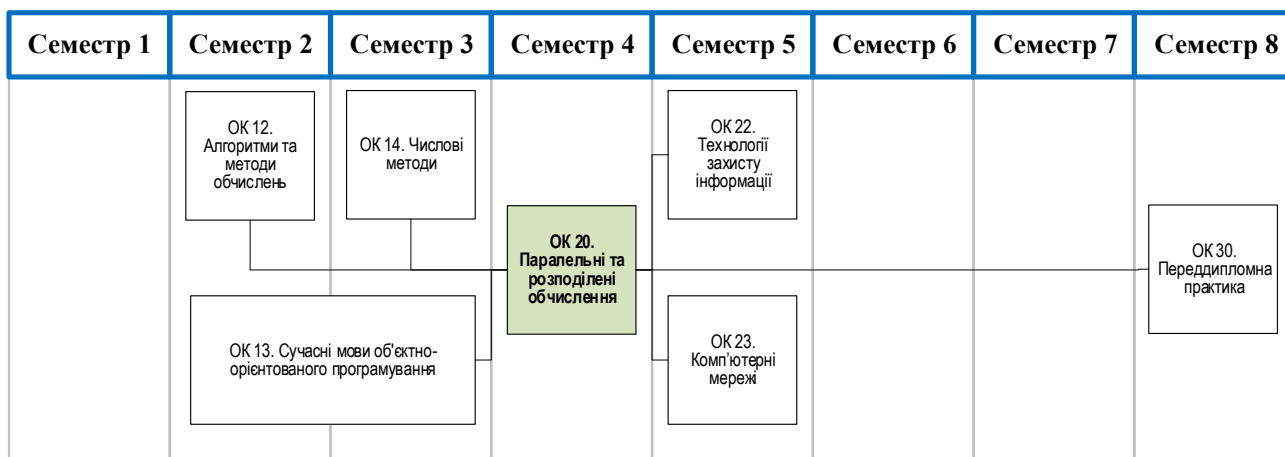 Семестр 1
Семестр 2
Семестр 3
Семестр 4
Семестр 5
Семестр 6
Семестр 7
Семестр 8
ОК 12.
Алгоритми та
методи
обчислень
ОК 14. Числові
методи
ОК 13. Сучасні мови об'єктно-
орієнтованого програмування
ОК 20.
Паралельні та
розподілені
обчислення
ОК 22.
Технології
захисту
інформації
ОК 23.
Комп’ютерні
мережі
ОК 30.
Переддипломна
практика